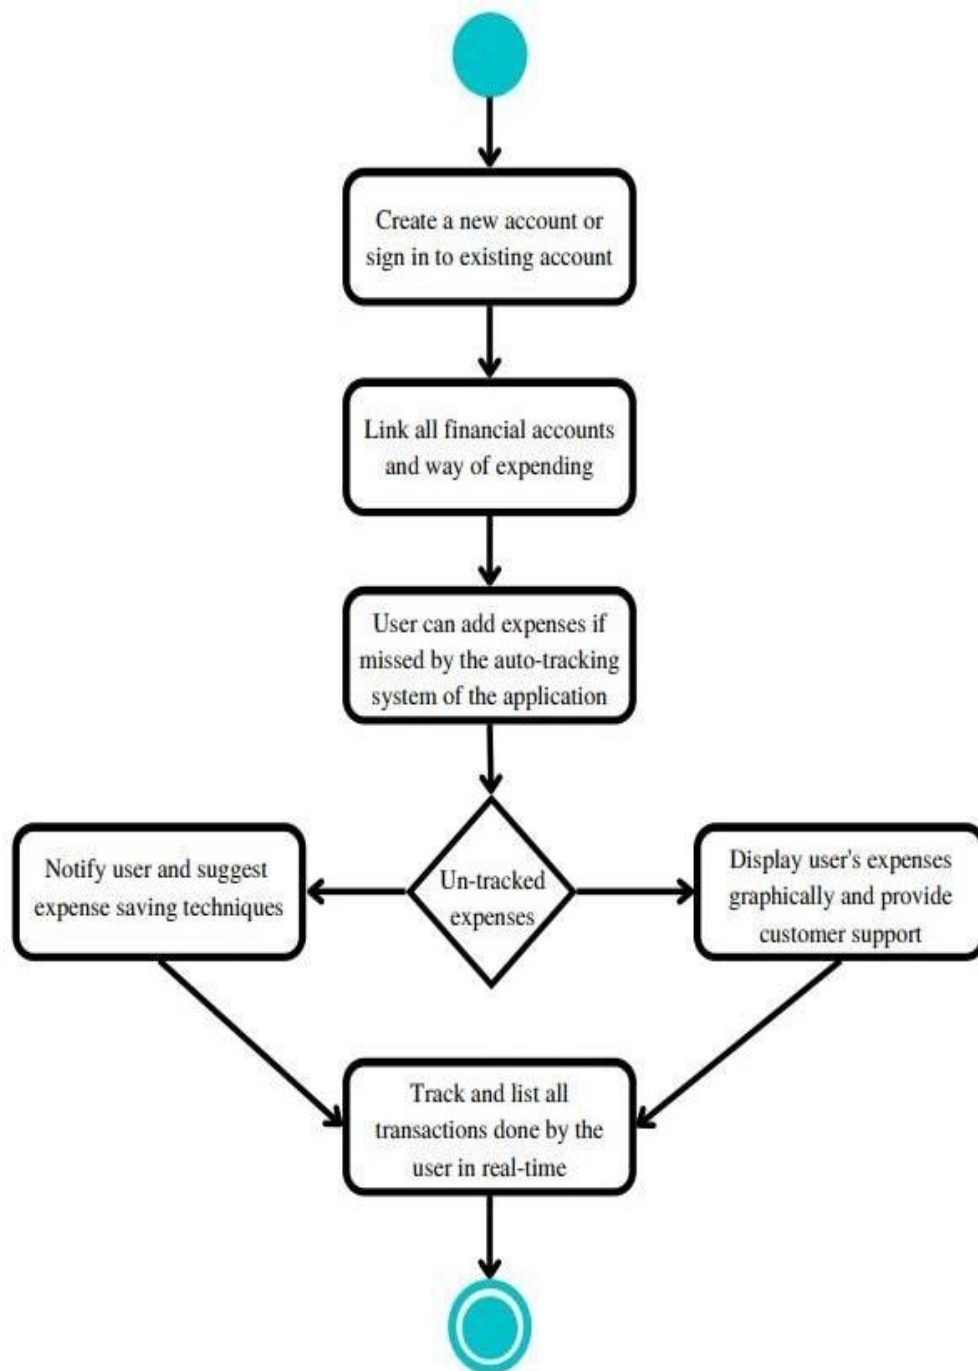 Create a new account or
sign in to existing account
Link all financial accounts
and way of expending
User can add expenses if
missed by the auto-tracking
system of the application
Notify user and suggest
expense saving techniques
Un-tracked
expenses
Display user's expenses
graphically and provide
customer support
Track and list all
transactions done by the
user in real-time